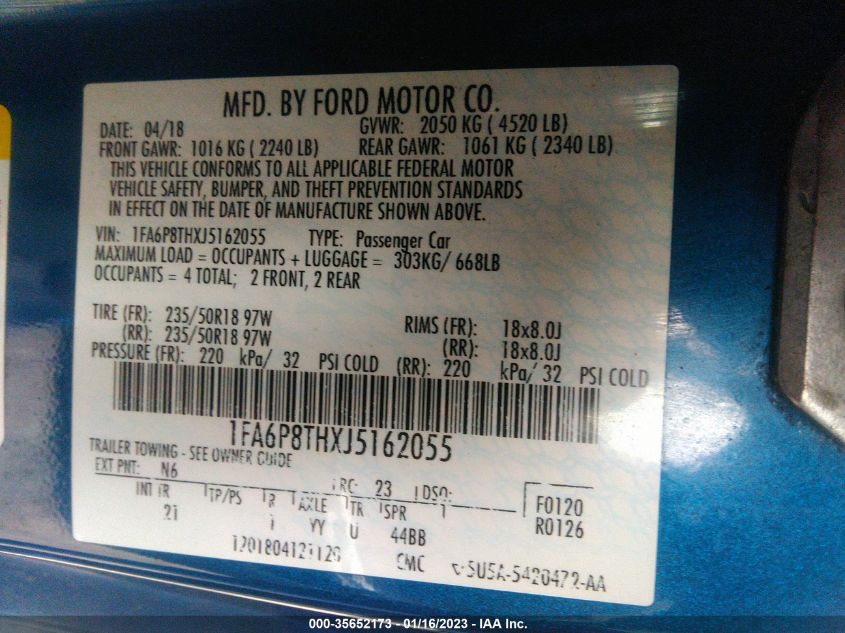 MFD. BY FORD MOTOR CO.
DATE: 04/18 GVWR: 2050 KG ( 4520 LB)
FRONT GAWR: 1016 KG ( 2240 LB) REAR GAWR: 1061 KG ( 2340 LB)
THIS VEHICLE CONFORMS TO ALL APPLICABLE FEDERAL MOTOR
VEHICLE SAFETY, BUMPER, AND THEFT PREVENTION STANDARDS
IN EFFECT ON THE DATE OF MANUFACTURE SHOWN ABOVE.
VIN: 1FA6P8THXJ5162055 TYPE: Passenger Car
MAXIMUM LOAD = OCCUPANTS + LUGGAGE = 303KG/ 668LB
OCCUPANTS = 4 TOTAL; 2 FRONT, 2 REAR
TIRE (FR): 235/50R18 97W RIMS (FR): 18x8.0J
(RR): 235/50R18 97W (RR): 18x8.0J
PRESSURE (FR): 220 kPa/ 32 PSI COLD (RR): 220 kPa/ 32 PSI COLD
1FA6P8THXJ5162055
TRAILER TOWING - SEE OWNER GUIDE
EXT PNT: N6 RC: 23 DSO:
INT TR TP/PS R AXLE TR SPR F0120
21 YY U 44BB R0126
000-35652173 - 01/16/2023 - IAA Inc.